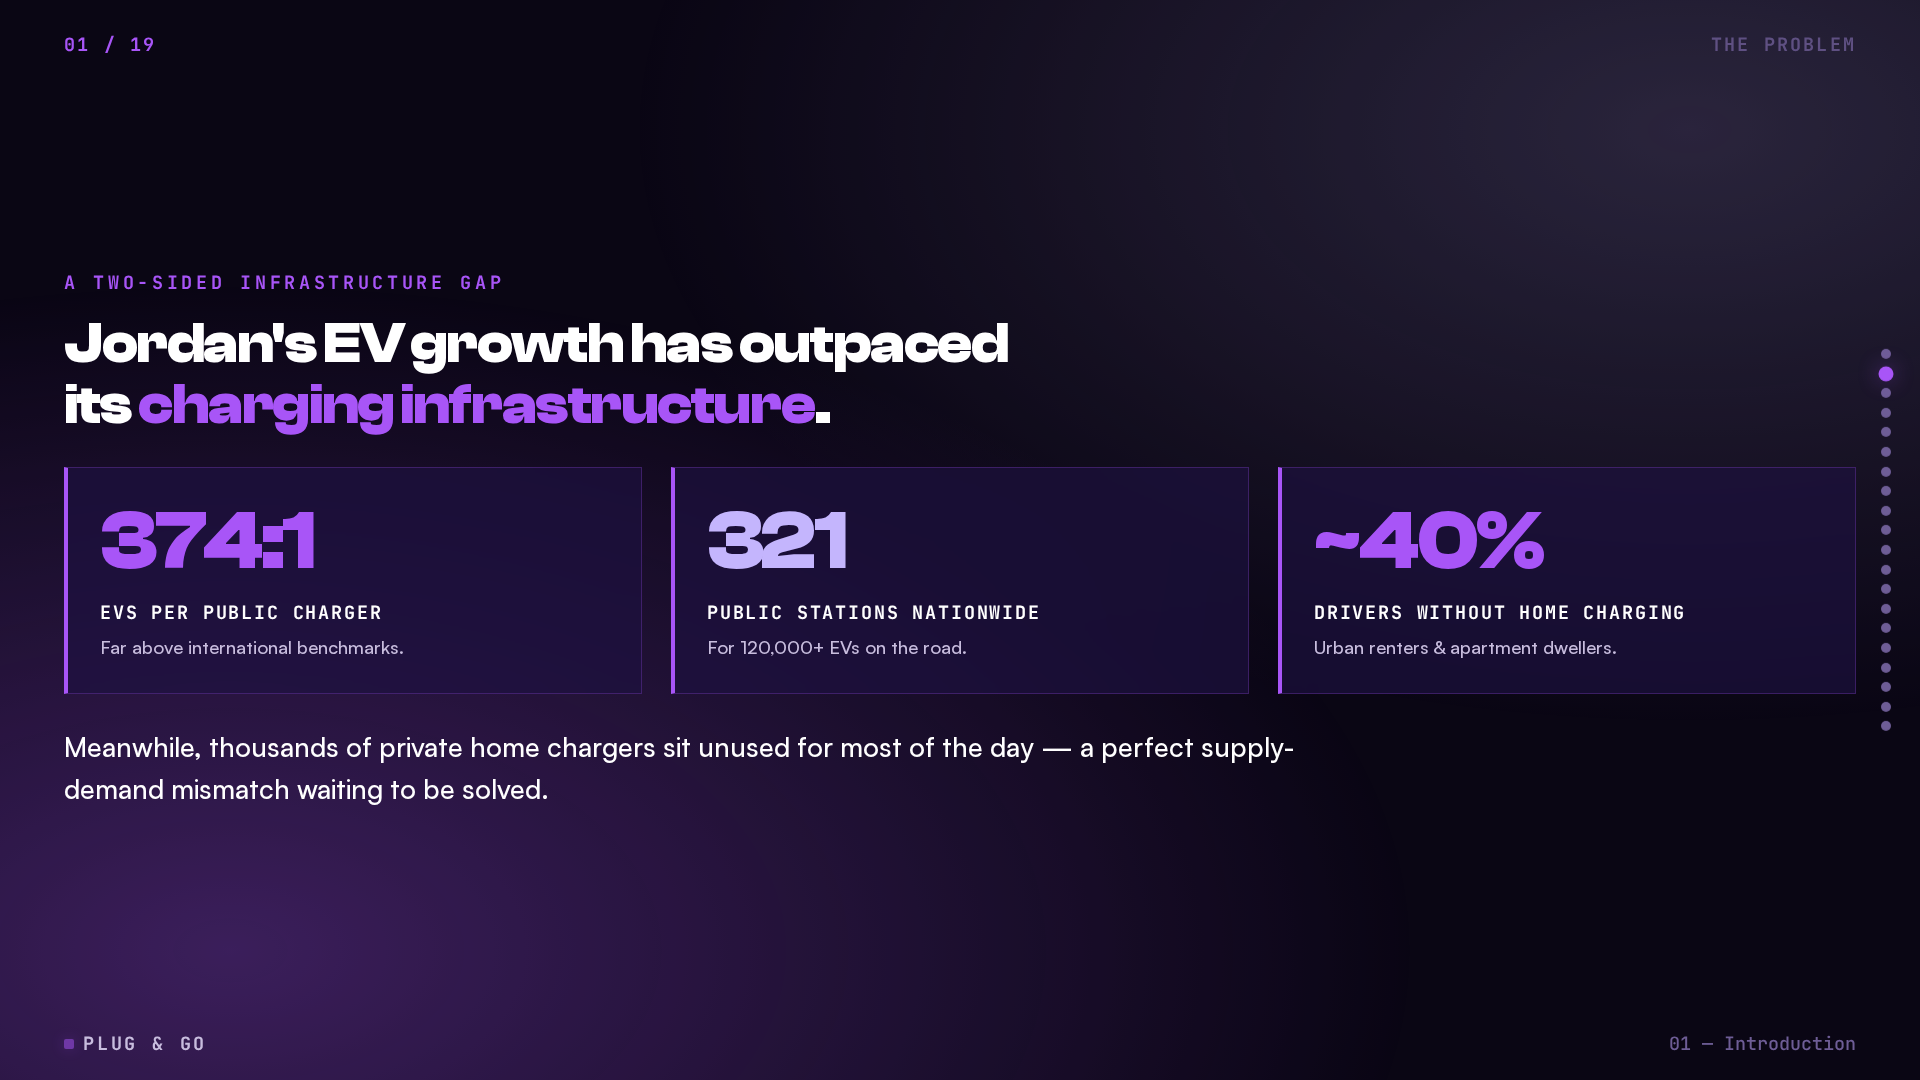 01 / 19
THE PROBLEM
A TWO-SIDED INFRASTRUCTURE GAP
Jordan's EV growth has outpaced
its charging infrastructure.
374:1
EVS PER PUBLIC CHARGER
Far above international benchmarks.
321
PUBLIC STATIONS NATIONWIDE
For 120,000+ EVs on the road.
~40%
DRIVERS WITHOUT HOME CHARGING
Urban renters & apartment dwellers.
Meanwhile, thousands of private home chargers sit unused for most of the day — a perfect supply-
demand mismatch waiting to be solved.
PLUG & GO
01 — Introduction